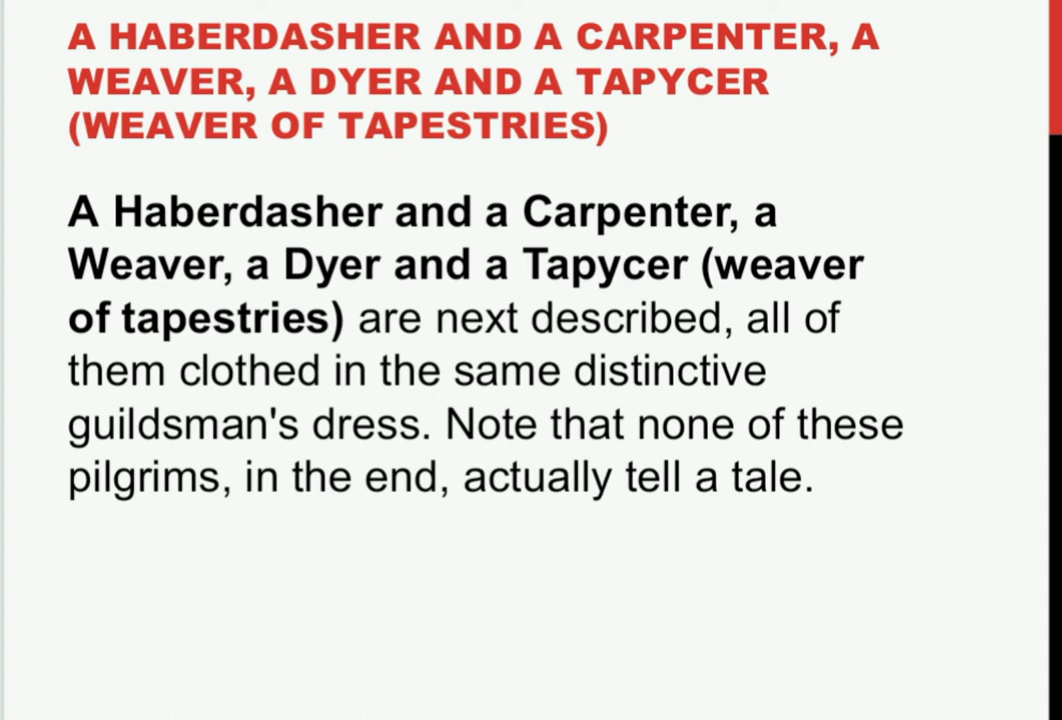 A HABERDASHER AND A CARPENTER, A
WEAVER, A DYER AND A TAPYCER
(WEAVER OF TAPESTRIES)
A Haberdasher and a Carpenter, a
Weaver, a Dyer and a Tapycer (weaver
of tapestries) are next described, all of
them clothed in the same distinctive
guildsman's dress. Note that none of these
pilgrims, in the end, actually tell a tale.